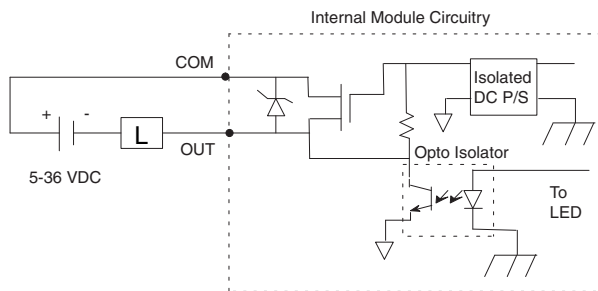 Internal Module Circuitry
COM
Isolated
DC P/S
+ -
L
OUT
Opto Isolator
5-36 VDC
To
LED